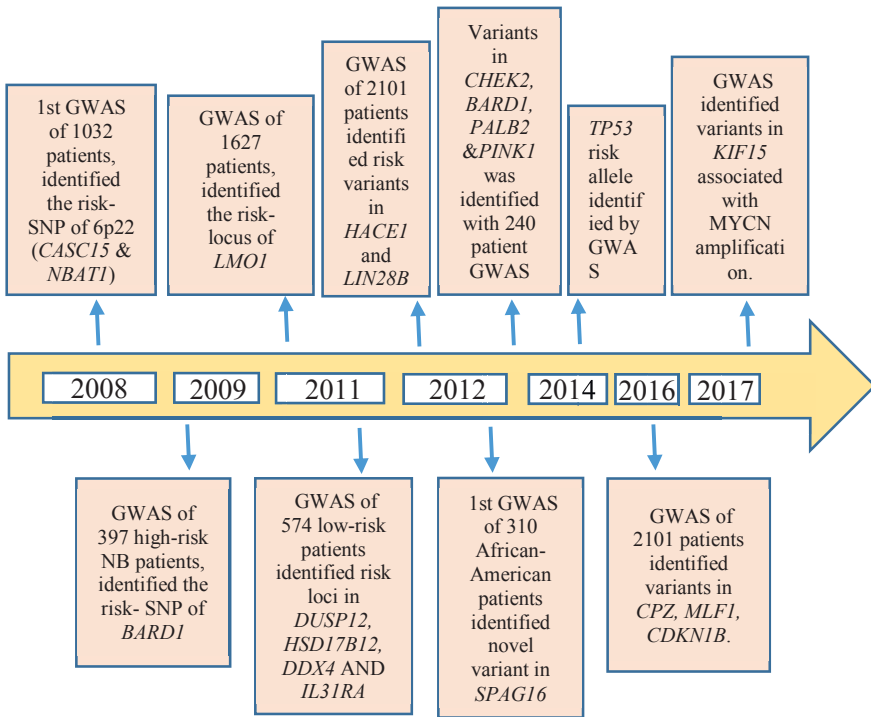 1st GWAS
of 1032
patients,
identified
the risk-
SNP of 6p22
(CASC15 &
NBAT1)
GWAS of
1627
patients,
identified
the risk-
locus of
LMO1
GWAS
of 2101
patients
identifi
ed risk
variants
in
HACE1
and
LIN28B
Variants
in
CHEK2,
BARD1,
PALB2
&PINK1
was
identified
with 240
patient
GWAS
TP53
risk
allele
identif
ied by
GWA
S
GWAS
identified
variants in
KIF15
associated
with
MYCN
amplificati
on.
2008
2009
2011
2012
2014
2016
2017
GWAS of
397 high-risk
NB patients,
identified the
risk- SNP of
BARD1
GWAS of
574 low-risk
patients
identified risk
loci in
DUSP12,
HSD17B12,
DDX4 AND
IL31RA
1st GWAS
of 310
African-
American
patients
identified
novel
variant in
SPAG16
GWAS of
2101 patients
identified
variants in
CPZ, MLF1,
CDKN1B.